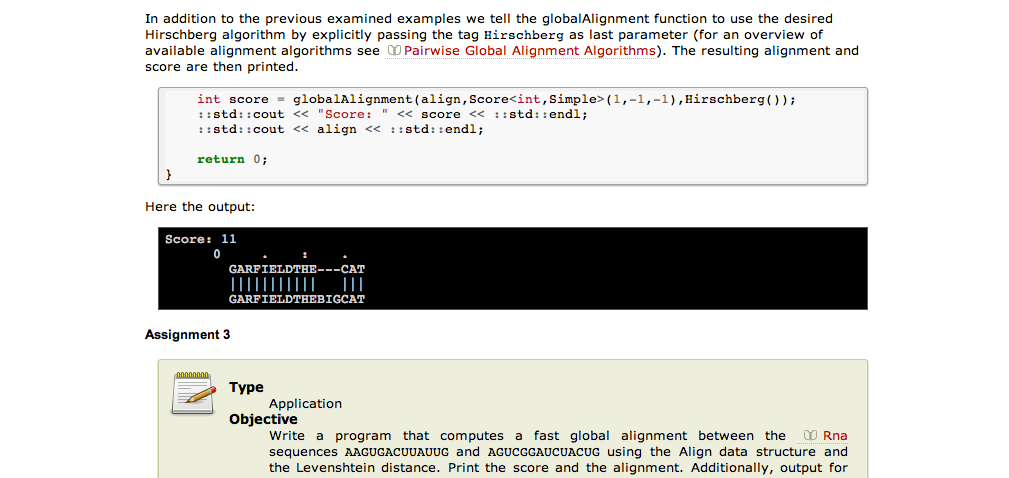 In addition to the previous examined examples we tell the globalAlignment function to use the desired
Hirschberg algorithm by explicitly passing the tag Hirschberg as last parameter (for an overview of
available alignment algorithms see Pairwise Global Alignment Algorithms). The resulting alignment and
score are then printed.
int score = globalAlignment(align,Score<int,Simple>(1,-1,-1),Hirschberg());
::std::cout << "Score: " << score << ::std::endl;
::std::cout << align << ::std::endl;
return 0;
}
Here the output:
Score: 11
0 . : .
GARFIELDTHE---CAT
||||||||||| |||
GARFIELDTHEBIGCAT
Assignment 3
Type
Application
Objective
Write a program that computes a fast global alignment between the Rna
sequences AAGUGACUUAUUG and AGUCGGAUCUACUG using the Align data structure and
the Levenshtein distance. Print the score and the alignment. Additionally, output for